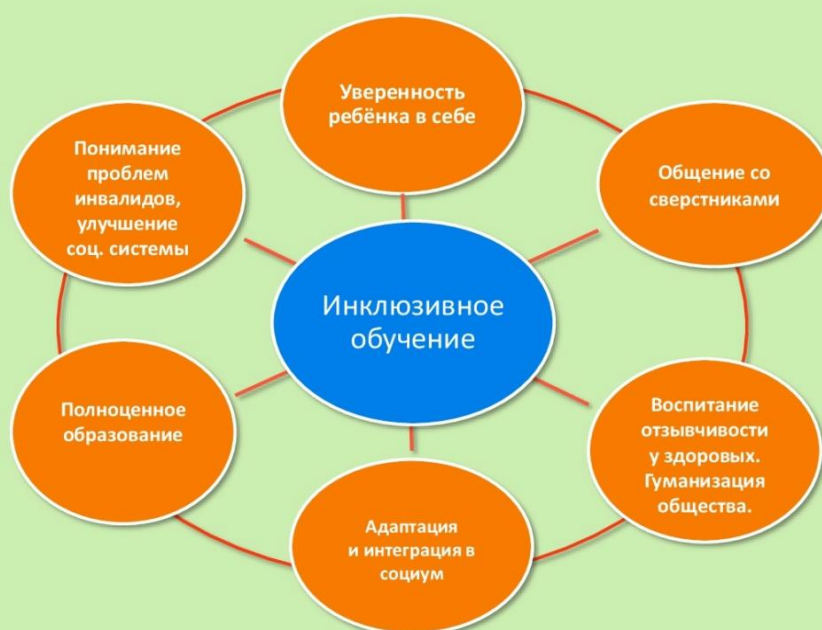 Уверенность
ребёнка в себе
Общение со
сверстниками
Воспитание
отзывчивости
у здоровых.
Гуманизация
общества.
Адаптация
и интеграция в
социум
Полноценное
образование
Понимание
проблем
инвалидов,
улучшение
соц. системы
Инклюзивное
обучение